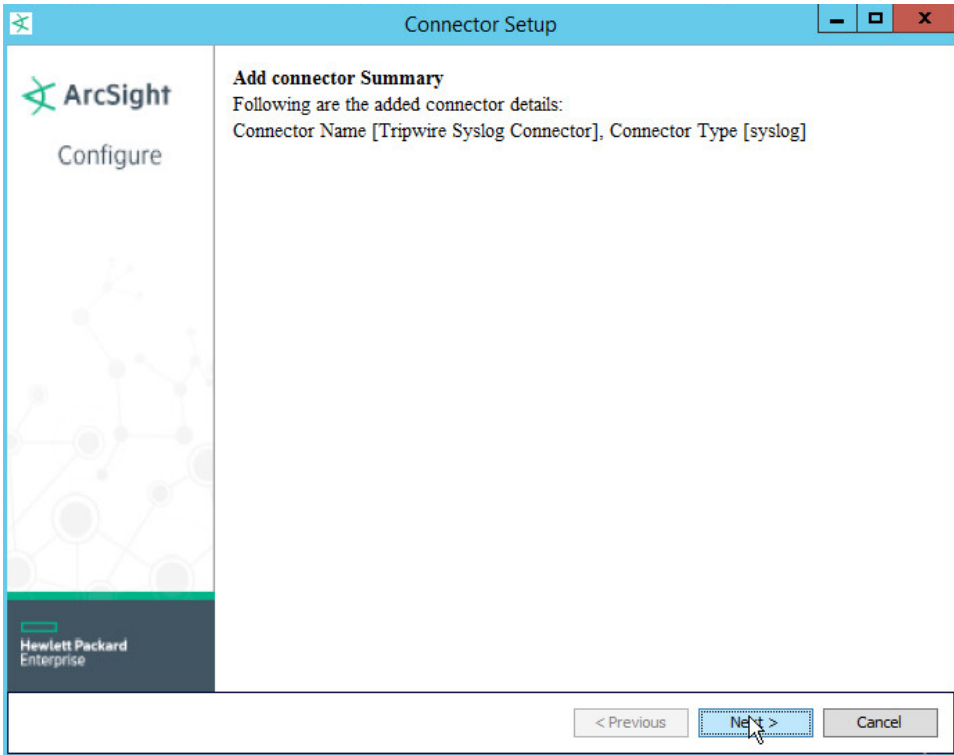 Connector Setup
ArcSight
Configure
Add connector Summary
Following are the added connector details:
Connector Name [Tripwire Syslog Connector], Connector Type [syslog]
Hewlett Packard
Enterprise
< Previous
Next >
Cancel